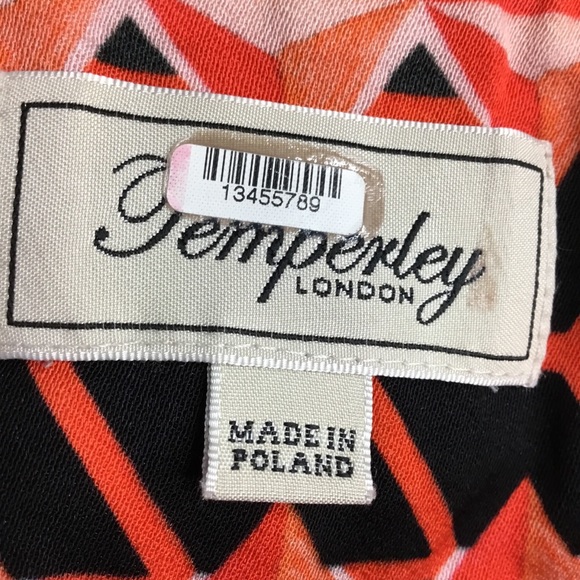 13455789
Temperley
LONDON
MADE IN
POLAND